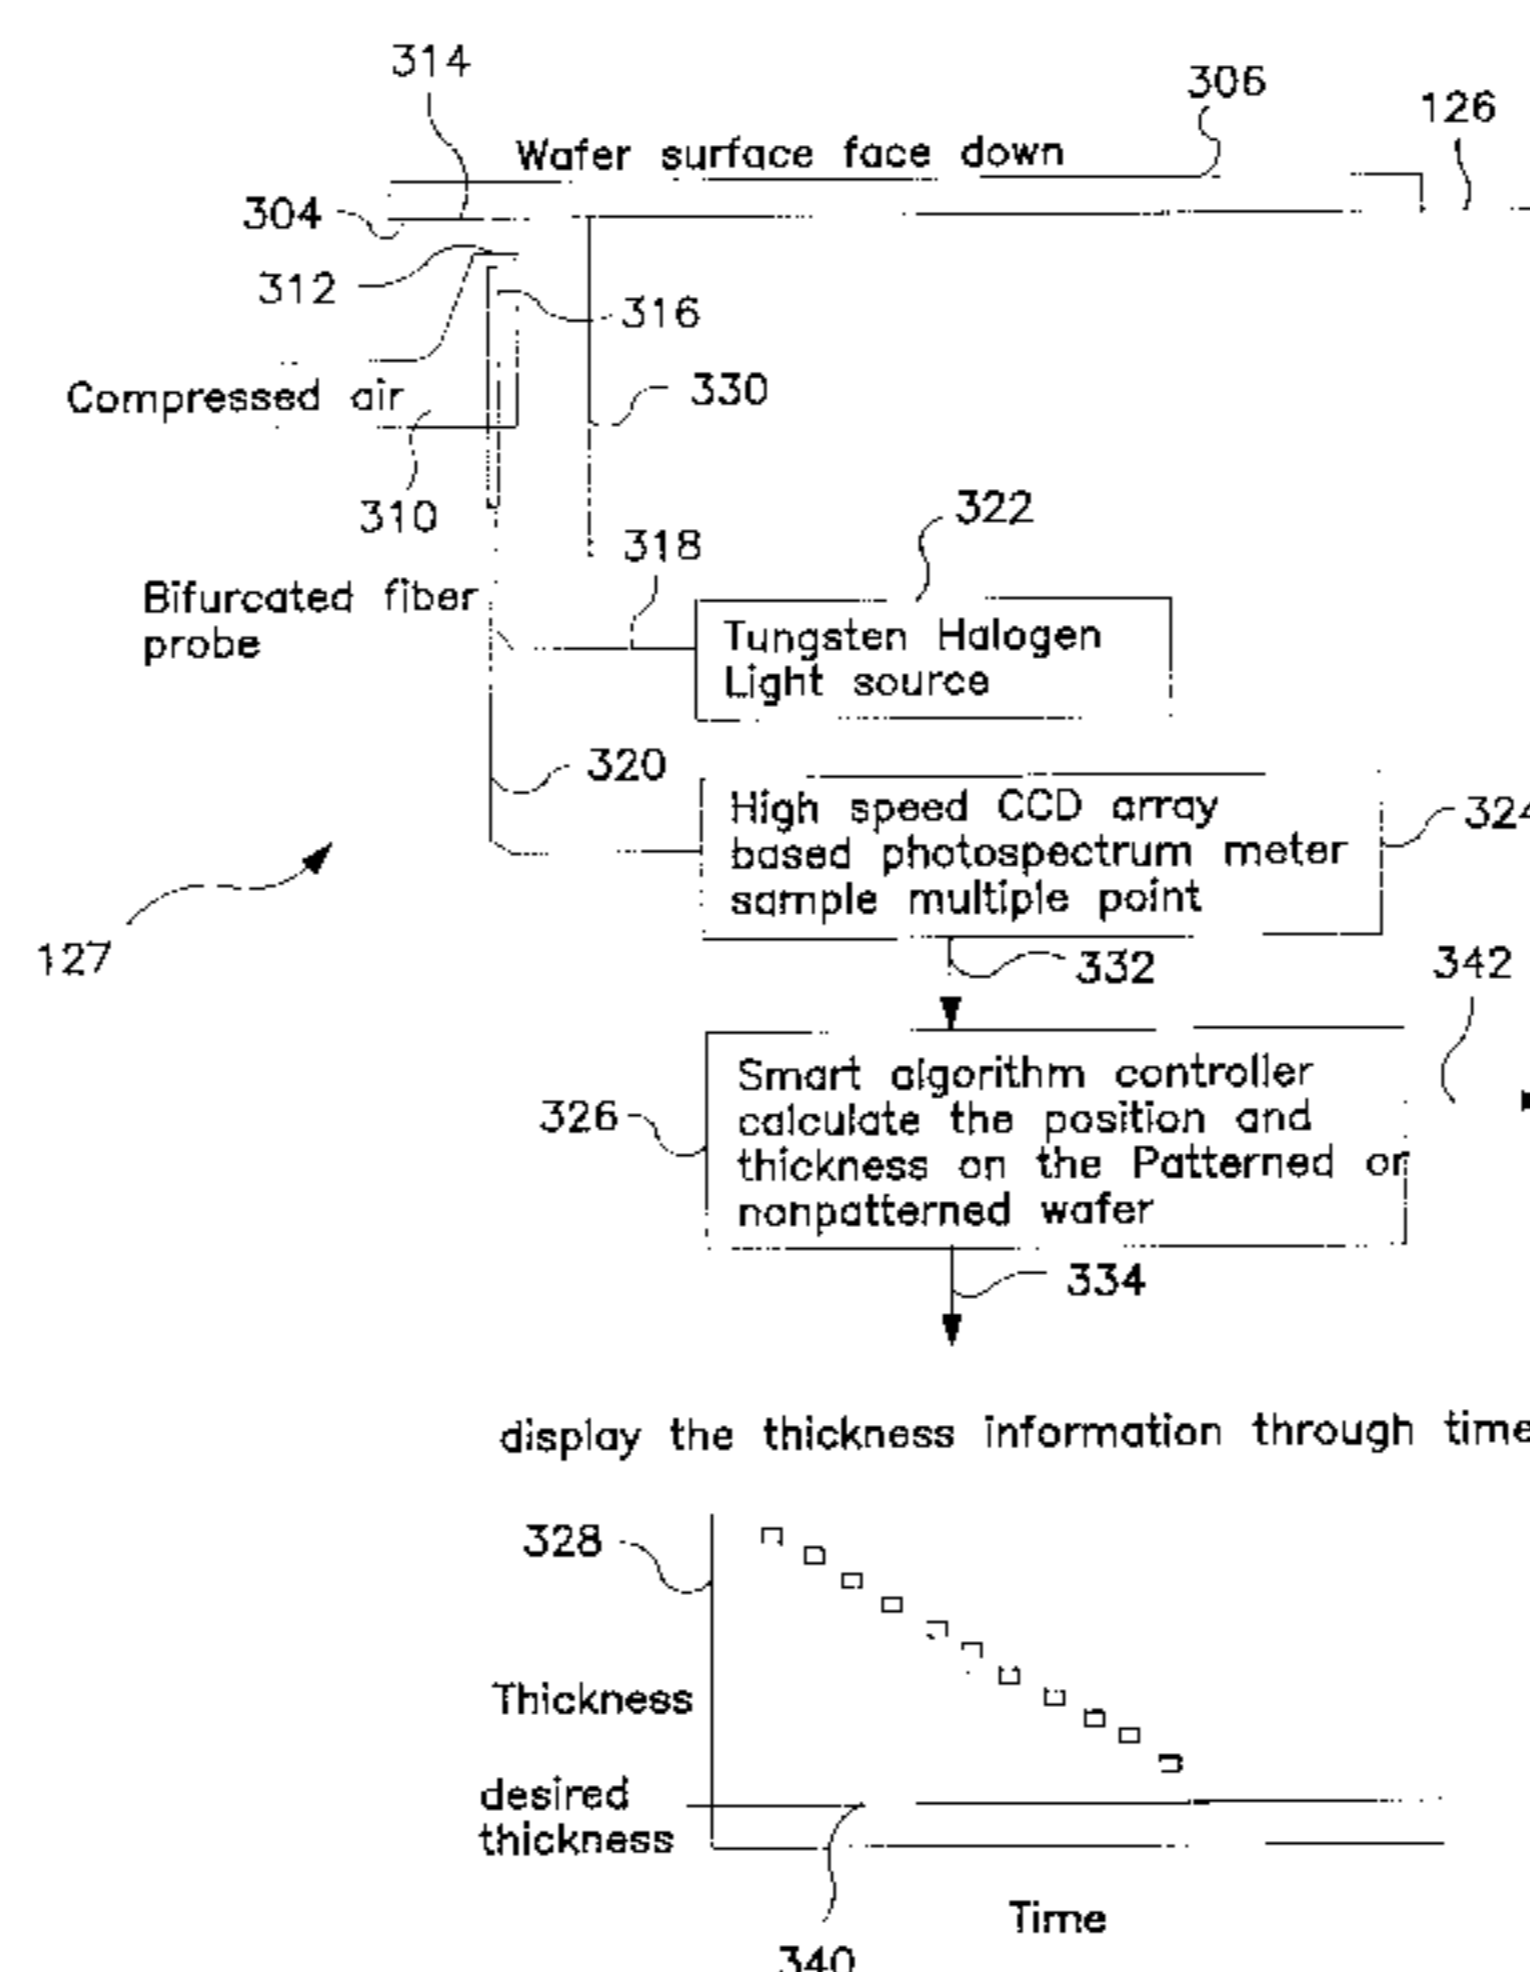 314
306
126
Wafer surface face down
304
312
316
330
Compressed air
310
322
318
Bifurcated fiber
probe
Tungsten Halogen
Light source
320
High speed CCD array
based photospectrum meter
sample multiple point
324
127
332
342
326
Smart algorithm controller
calculate the position and
thickness on the Patterned or
nonpatterned wafer
334
display the thickness information through time
328
Thickness
desired
thickness
Time
340